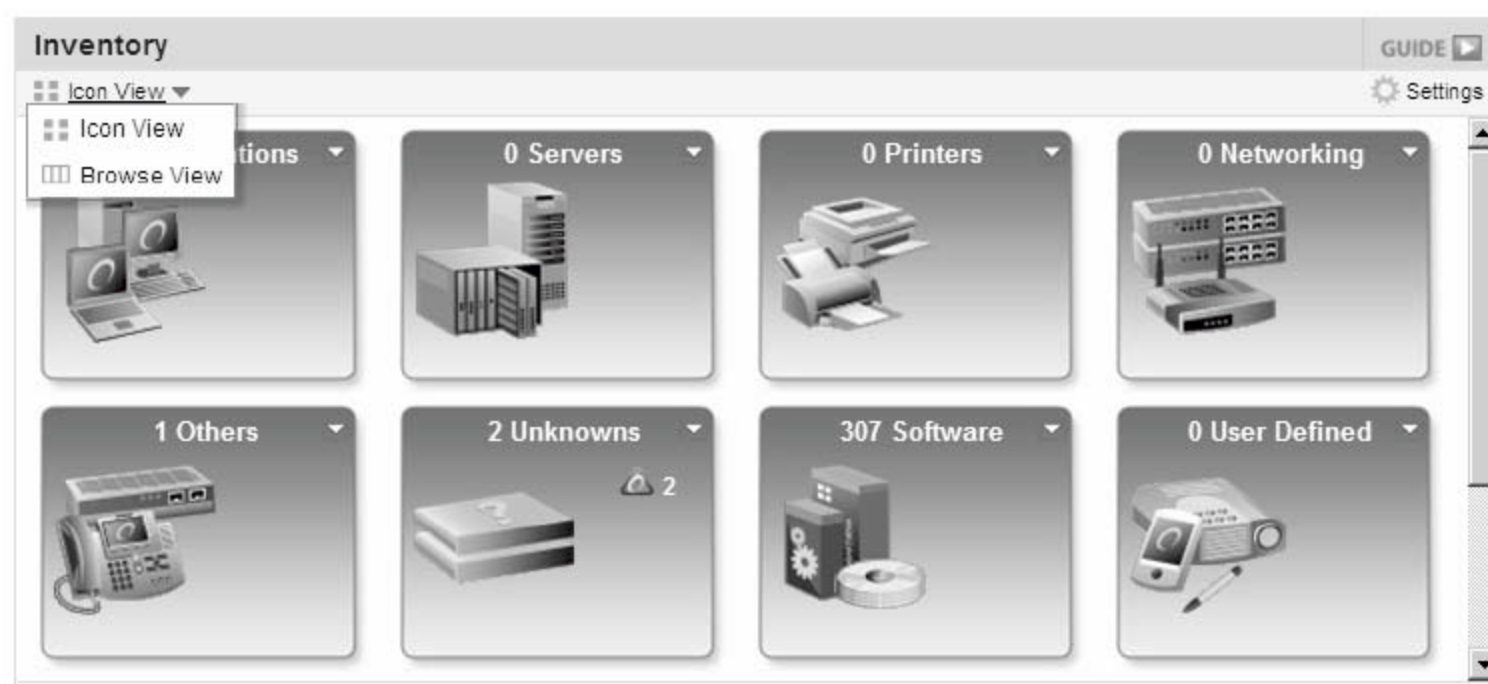 Inventory
GUIDE
Icon View
Settings
Icon View
Browse View
0 Servers
0 Printers
0 Networking
1 Others
2 Unknowns
307 Software
0 User Defined
2